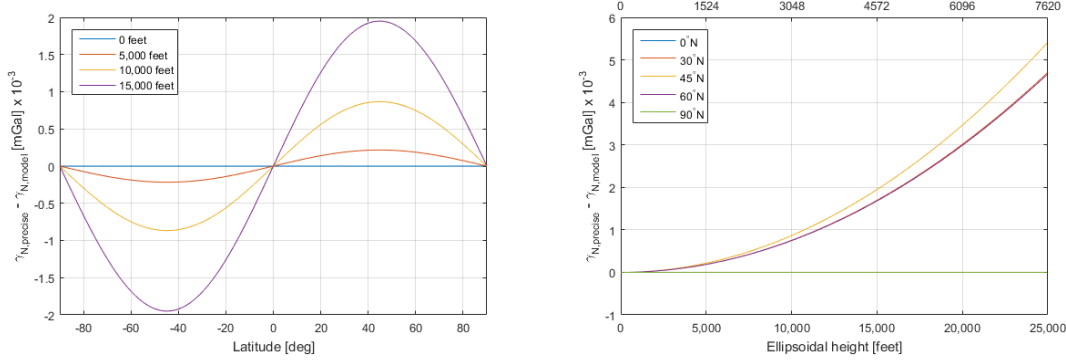 0 feet
5,000 feet
10,000 feet
15,000 feet
2
1.5
1
0.5
0
-0.5
-1
-1.5
-2
γN,precise - γN,model [mGal] x 10-3
-80 -60 -40 -20 0 20 40 60 80
Latitude [deg]
0 1524 3048 4572 6096 7620
0°N
30°N
45°N
60°N
90°N
6
5
4
3
2
1
0
-1
γN,precise - γN,model [mGal] x 10-3
0 5,000 10,000 15,000 20,000 25,000
Ellipsoidal height [feet]